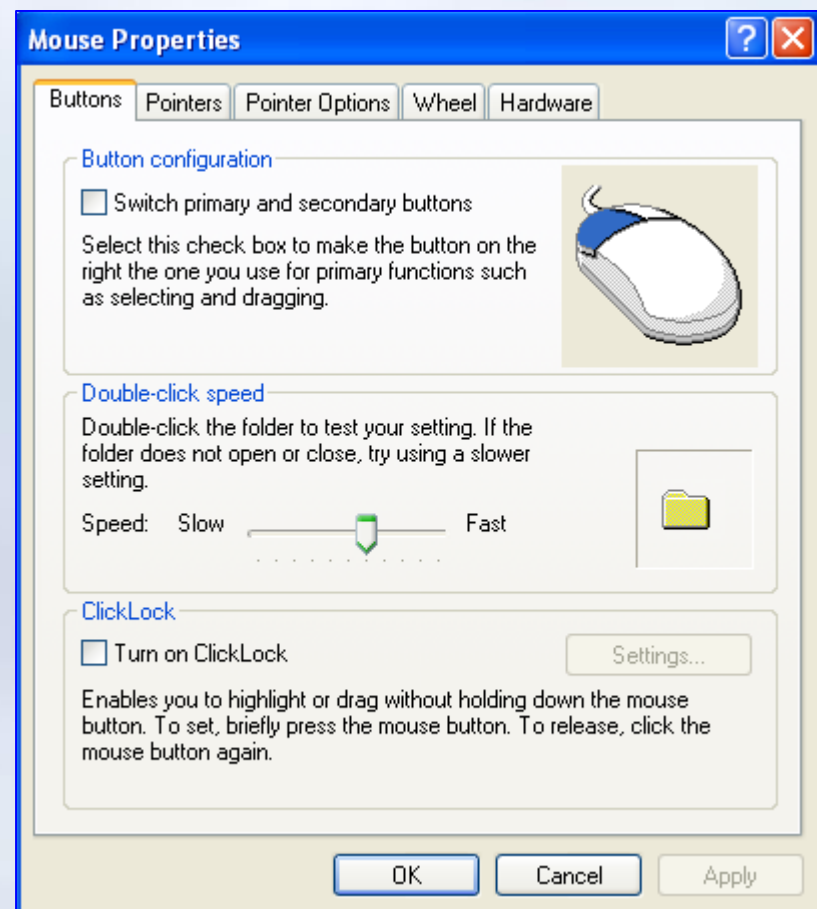 Mouse Properties
?
Buttons Pointers Pointer Options Wheel Hardware
Button configuration
Switch primary and secondary buttons
Select this check box to make the button on the
right the one you use for primary functions such
as selecting and dragging.
Double-click speed
Double-click the folder to test your setting. If the
folder does not open or close, try using a slower
setting.
Speed: Slow Fast
ClickLock
Turn on ClickLock Settings...
Enables you to highlight or drag without holding down the mouse
button. To set, briefly press the mouse button. To release, click the
mouse button again.
OK Cancel Apply